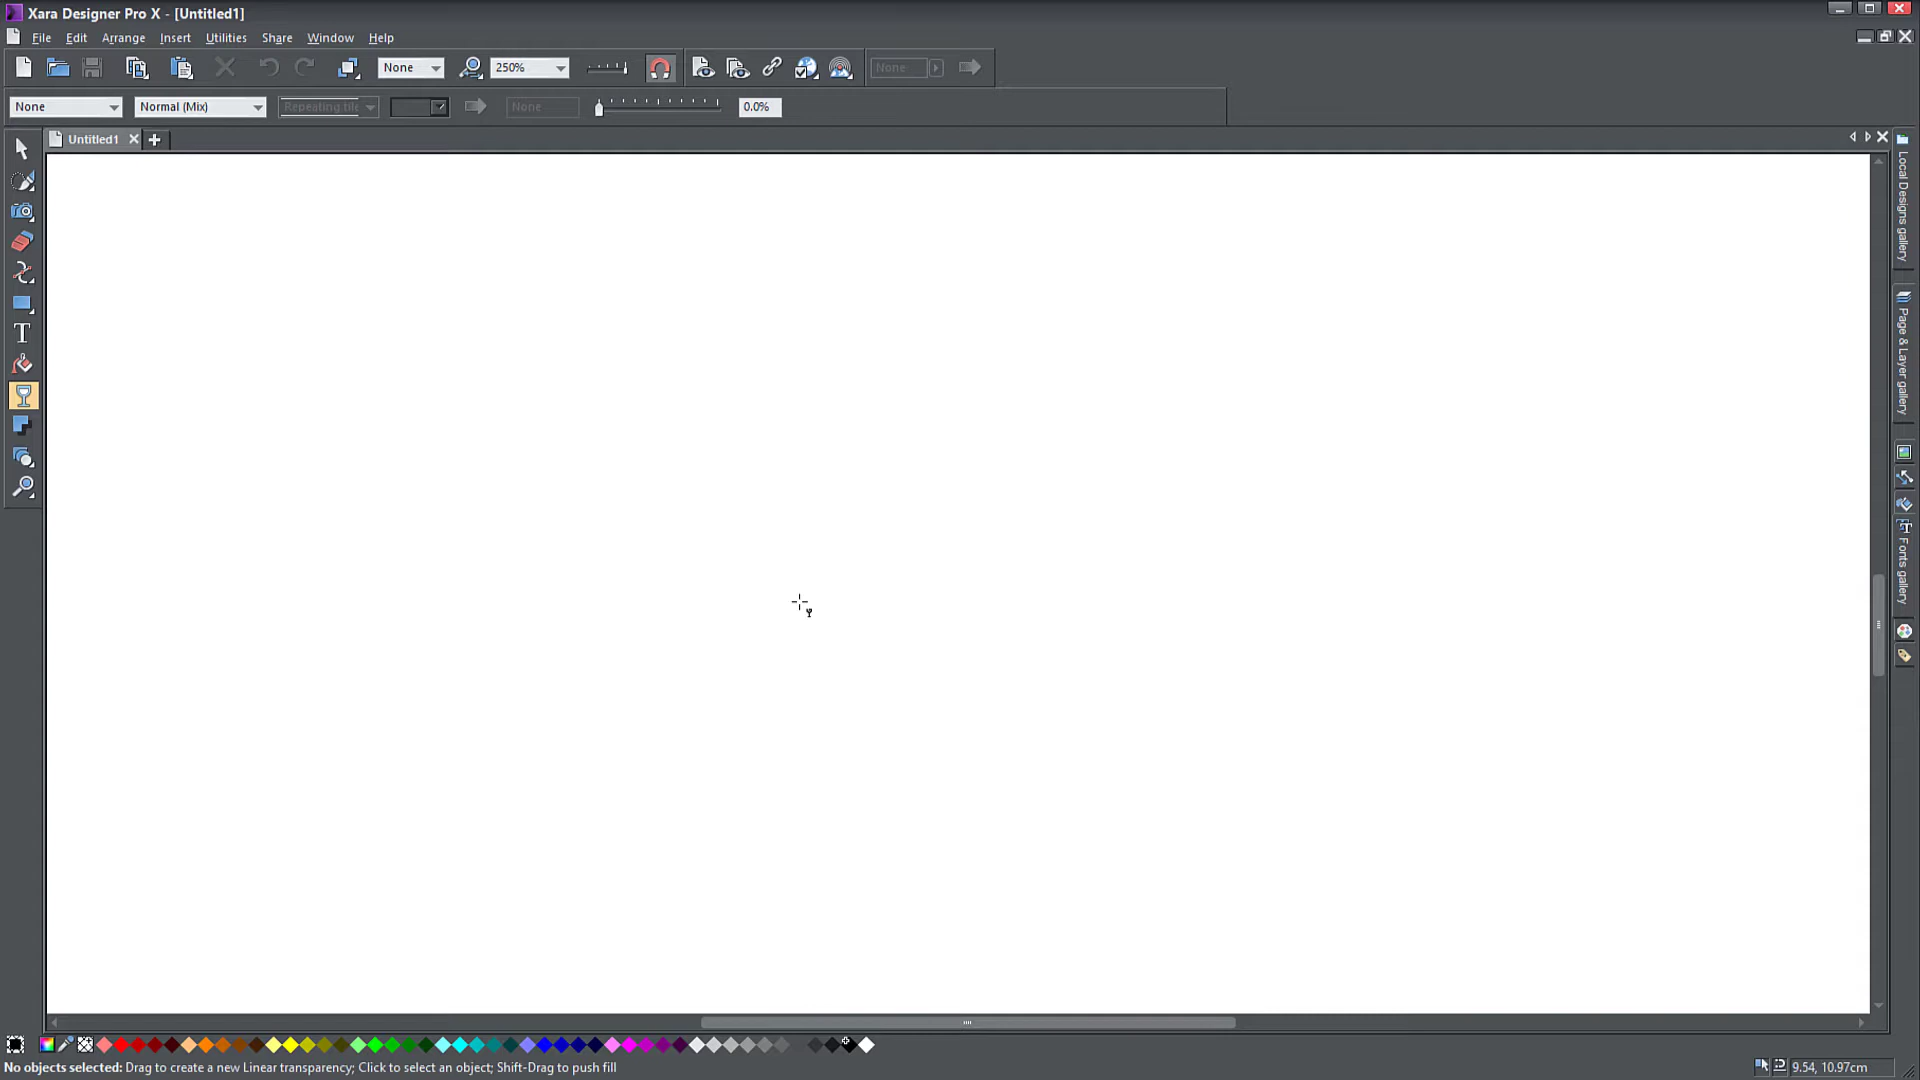 Xara Designer Pro X - [Untitled1]
File Edit Arrange Insert Utilities Share Window Help
None 250% None
None Normal (Mix) Repeating tile None 0.0%
Untitled1
Local Designs gallery
Page & Layer gallery
Fonts gallery
No objects selected: Drag to create a new Linear transparency; Click to select an object; Shift-Drag to push fill
9.54, 10.97cm